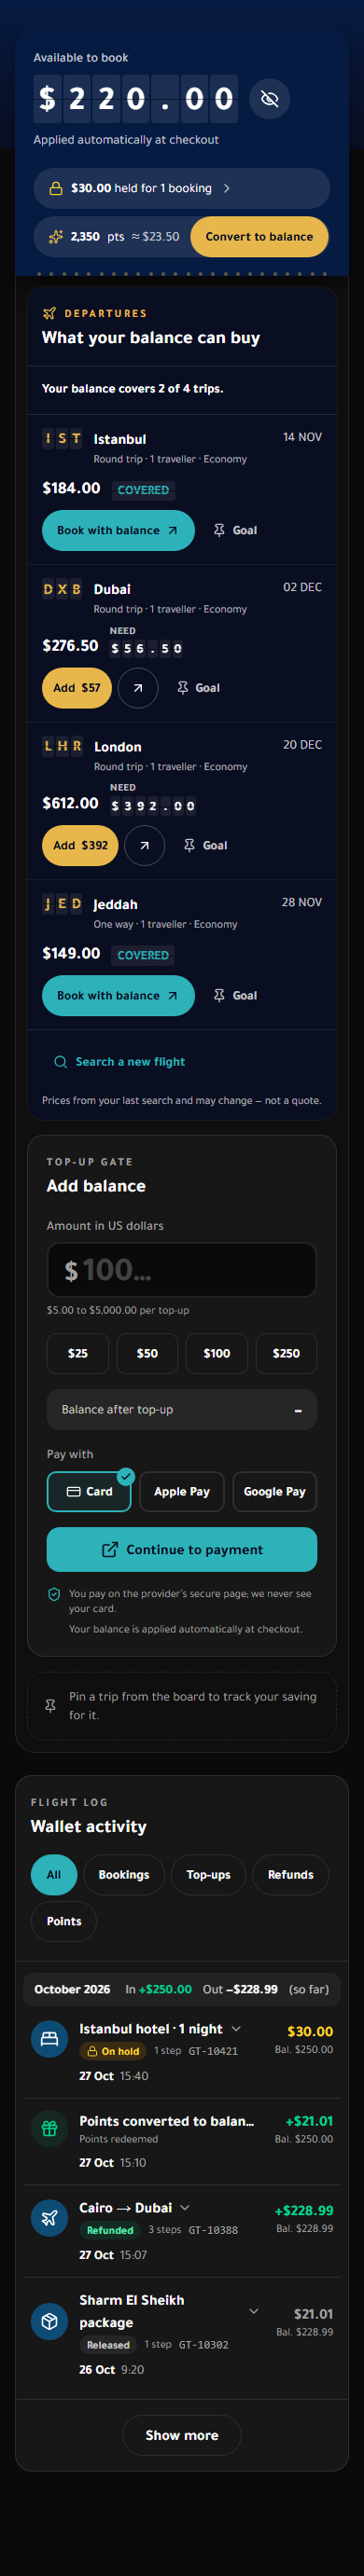 Available to book
$220.00
Applied automatically at checkout
$30.00 held for 1 booking
2,350 pts ≈ $23.50 Convert to balance
DEPARTURES
What your balance can buy
Your balance covers 2 of 4 trips.
IST Istanbul 14 NOV
Round trip · 1 traveller · Economy
$184.00 COVERED
Book with balance Goal
DXB Dubai 02 DEC
Round trip · 1 traveller · Economy
NEED
$276.50 $56.50
Add $57 Goal
LHR London 20 DEC
Round trip · 1 traveller · Economy
NEED
$612.00 $392.00
Add $392 Goal
JED Jeddah 28 NOV
One way · 1 traveller · Economy
$149.00 COVERED
Book with balance Goal
Search a new flight
Prices from your last search and may change — not a quote.
TOP-UP GATE
Add balance
Amount in US dollars
$ 100...
$5.00 to $5,000.00 per top-up
$25 $50 $100 $250
Balance after top-up –
Pay with
Card Apple Pay Google Pay
Continue to payment
You pay on the provider's secure page; we never see
your card.
Your balance is applied automatically at checkout.
Pin a trip from the board to track your saving
for it.
FLIGHT LOG
Wallet activity
All Bookings Top-ups Refunds
Points
October 2026 In +$250.00 Out −$228.99 (so far)
Istanbul hotel · 1 night $30.00
On hold 1 step GT-10421 Bal. $250.00
27 Oct 15:40
Points converted to balan... +$21.01
Points redeemed Bal. $250.00
27 Oct 15:10
Cairo → Dubai +$228.99
Refunded 3 steps GT-10388 Bal. $228.99
27 Oct 15:07
Sharm El Sheikh
package $21.01
Released 1 step GT-10302 Bal. $228.99
26 Oct 9:20
Show more